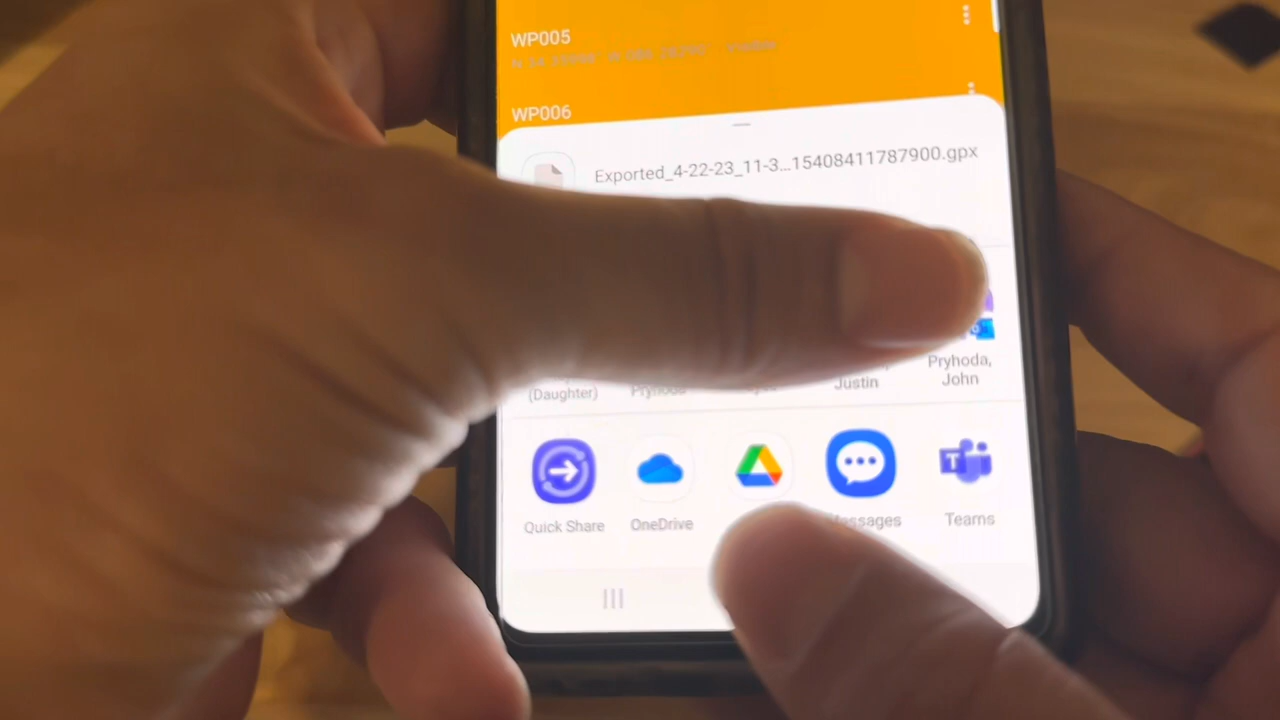 WP005
WP006
Exported_4-22-23_11-3...15408411787900.gpx
(Daughter)
Pryhoda
Justin
Pryhoda,
John
Quick Share
OneDrive
Messages
Teams